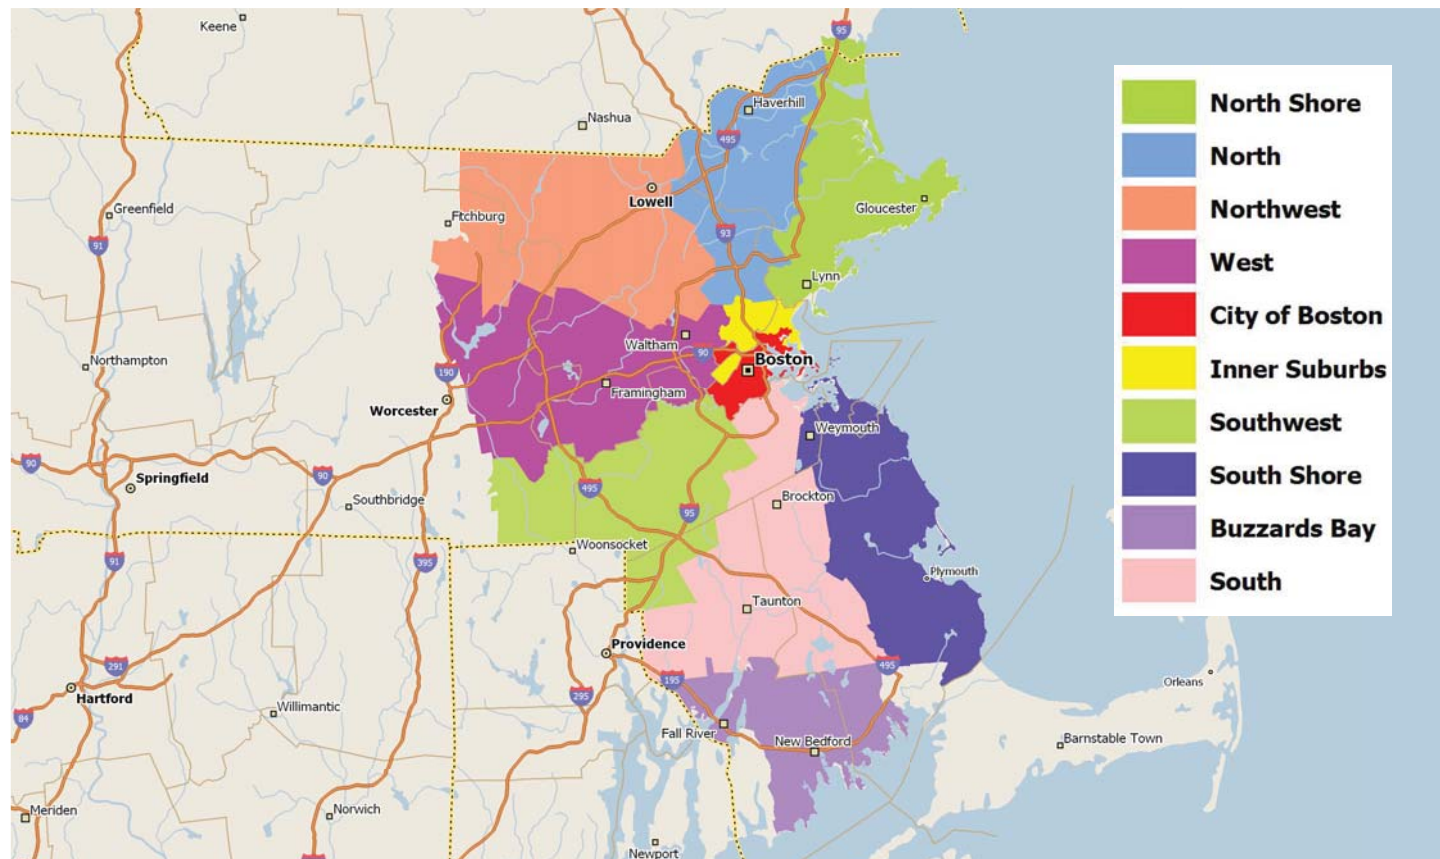 Keene
95
Haverhill
Nashua
495
Lowell
Greenfield
Fitchburg
Gloucester
91
93
Lynn
Waltham
90
Boston
Northampton
190
Framingham
Worcester
Weymouth
90
Springfield
90
495
Southbridge
Brockton
95
Woonsocket
91
395
Plymouth
Taunton
Providence
291
495
195
Hartford
295
Orleans
84
Willimantic
Fall River
New Bedford
Barnstable Town
Meriden
Norwich
Newport
North Shore
North
Northwest
West
City of Boston
Inner Suburbs
Southwest
South Shore
Buzzards Bay
South